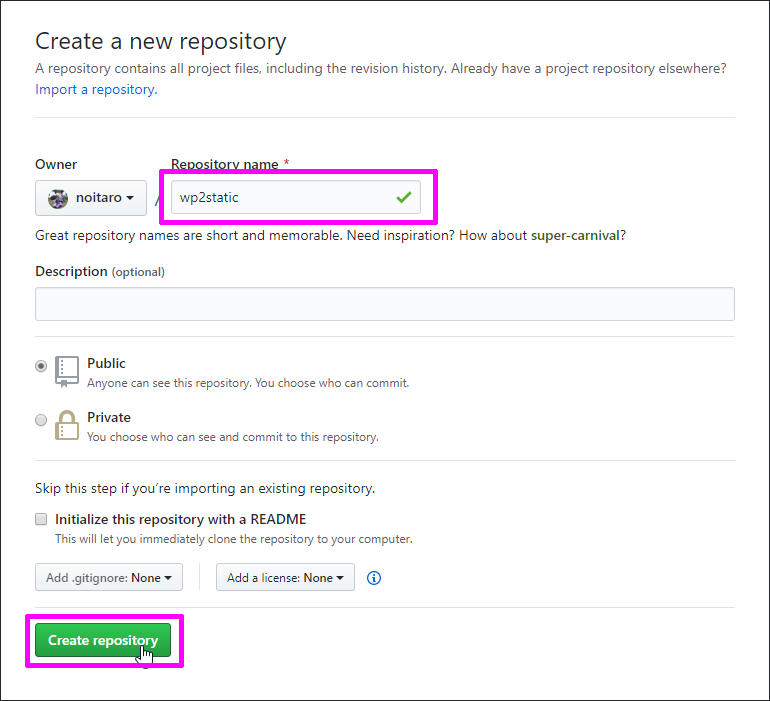 Create a new repository
A repository contains all project files, including the revision history. Already have a project repository elsewhere?
Import a repository.
Owner
Repository name *
noitaro
/
wp2static
Great repository names are short and memorable. Need inspiration? How about super-carnival?
Description (optional)
Public
Anyone can see this repository. You choose who can commit.
Private
You choose who can see and commit to this repository.
Skip this step if you’re importing an existing repository.
Initialize this repository with a README
This will let you immediately clone the repository to your computer.
Add .gitignore: None
Add a license: None
Create repository